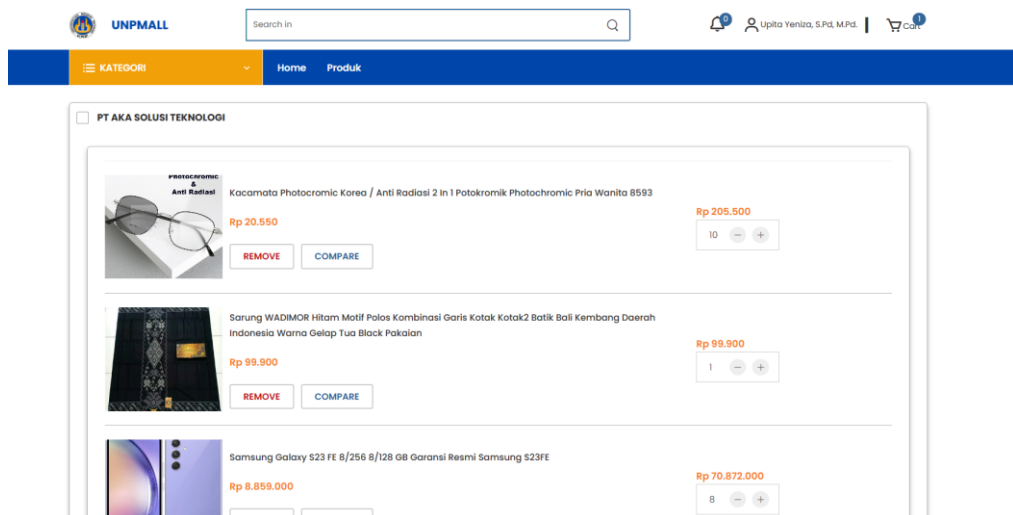 UNPMALL
Search in
0
Upita Yeniza, S.Pd, M.Pd.
1
Cart
KATEGORI
Home
Produk
PT AKA SOLUSI TEKNOLOGI
Photochromic
&
Anti Radiasi
Kacamata Photocromic Korea / Anti Radiasi 2 In 1 Potokromik Photochromic Pria Wanita 8593
Rp 20.550
REMOVE
COMPARE
Rp 205.500
10 − +
Sarung WADIMOR Hitam Motif Polos Kombinasi Garis Kotak Kotak2 Batik Bali Kembang Daerah
Indonesia Warna Gelap Tua Black Pakaian
Rp 99.900
REMOVE
COMPARE
Rp 99.900
1 − +
Samsung Galaxy S23 FE 8/256 8/128 GB Garansi Resmi Samsung S23FE
Rp 8.859.000
Rp 70.872.000
8 − +